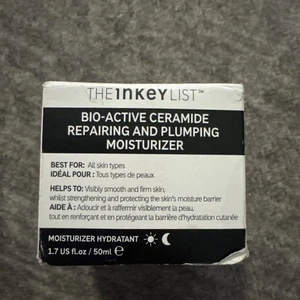 THE INKEY LIST™
BIO-ACTIVE CERAMIDE
REPAIRING AND PLUMPING
MOISTURIZER
BEST FOR: All skin types
IDÉAL POUR : Tous types de peaux
HELPS TO: Visibly smooth and firm skin,
whilst strengthening and protecting the skin's moisture barrier
AIDE À : Adoucir et à raffermir visiblement la peau,
tout en renforçant et en protégeant la barrière d'hydratation cutanée
MOISTURIZER HYDRATANT
1.7 US fl.oz / 50ml ℮